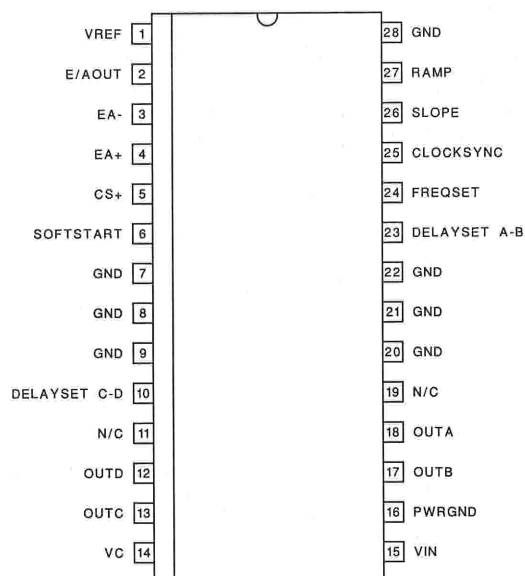 VREF 1
E/AOUT 2
EA- 3
EA+ 4
CS+ 5
SOFTSTART 6
GND 7
GND 8
GND 9
DELAYSET C-D 10
N/C 11
OUTD 12
OUTC 13
VC 14
28 GND
27 RAMP
26 SLOPE
25 CLOCKSYNC
24 FREQSET
23 DELAYSET A-B
22 GND
21 GND
20 GND
19 N/C
18 OUTA
17 OUTB
16 PWRGND
15 VIN